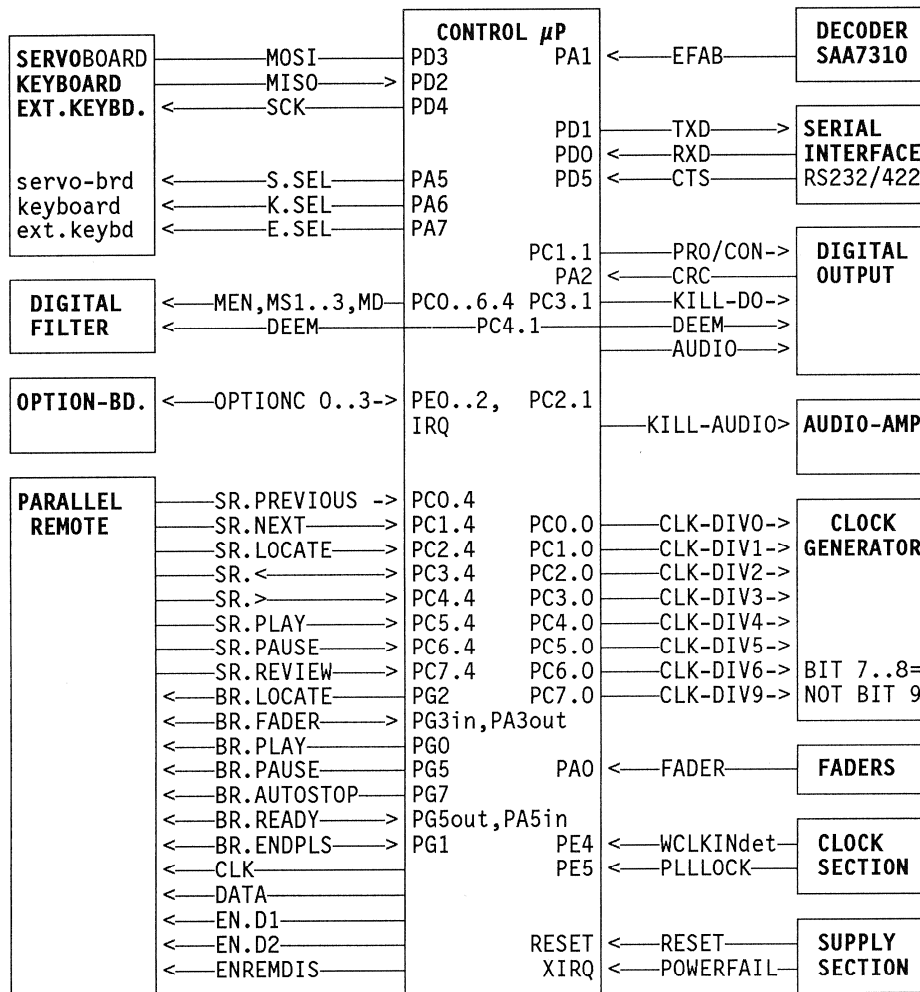 CONTROL µP
DECODER
SERVOBOARD MOSI PD3 PA1 <EFAB SAA7310
KEYBOARD MISO> PD2
EXT.KEYBD. <SCK PD4
PD1 TXD> SERIAL
PD0 <RXD INTERFACE
servo-brd <S.SEL PA5 PD5 <CTS RS232/422
keyboard <K.SEL PA6
ext.keybd <E.SEL PA7
PC1.1 PRO/CON-> DIGITAL
PA2 <CRC OUTPUT
DIGITAL <MEN,MS1..3,MD PC0..6.4 PC3.1 KILL-DO->
FILTER <DEEM PC4.1 DEEM>
AUDIO>
OPTION-BD. <OPTIONC 0..3-> PE0..2, PC2.1
IRQ KILL-AUDIO> AUDIO-AMP
PARALLEL SR.PREVIOUS -> PC0.4
REMOTE SR.NEXT> PC1.4 PC0.0 CLK-DIV0-> CLOCK
SR.LOCATE> PC2.4 PC1.0 CLK-DIV1-> GENERATOR
SR.<> PC3.4 PC2.0 CLK-DIV2->
SR.>> PC4.4 PC3.0 CLK-DIV3->
SR.PLAY> PC5.4 PC4.0 CLK-DIV4->
SR.PAUSE> PC6.4 PC5.0 CLK-DIV5->
SR.REVIEW> PC7.4 PC6.0 CLK-DIV6-> BIT 7..8=
<BR.LOCATE PG2 PC7.0 CLK-DIV9-> NOT BIT 9
<BR.FADER> PG3in,PA3out
<BR.PLAY PG0
<BR.PAUSE PG5 PA0 <FADER FADERS
<BR.AUTOSTOP PG7
<BR.READY> PG5out,PA5in
<BR.ENDPLS> PG1 PE4 <WCLKINdet CLOCK
<CLK PE5 <PLLLOCK SECTION
<DATA
<EN.D1
<EN.D2 RESET <RESET SUPPLY
<ENREMDIS XIRQ <POWERFAIL SECTION